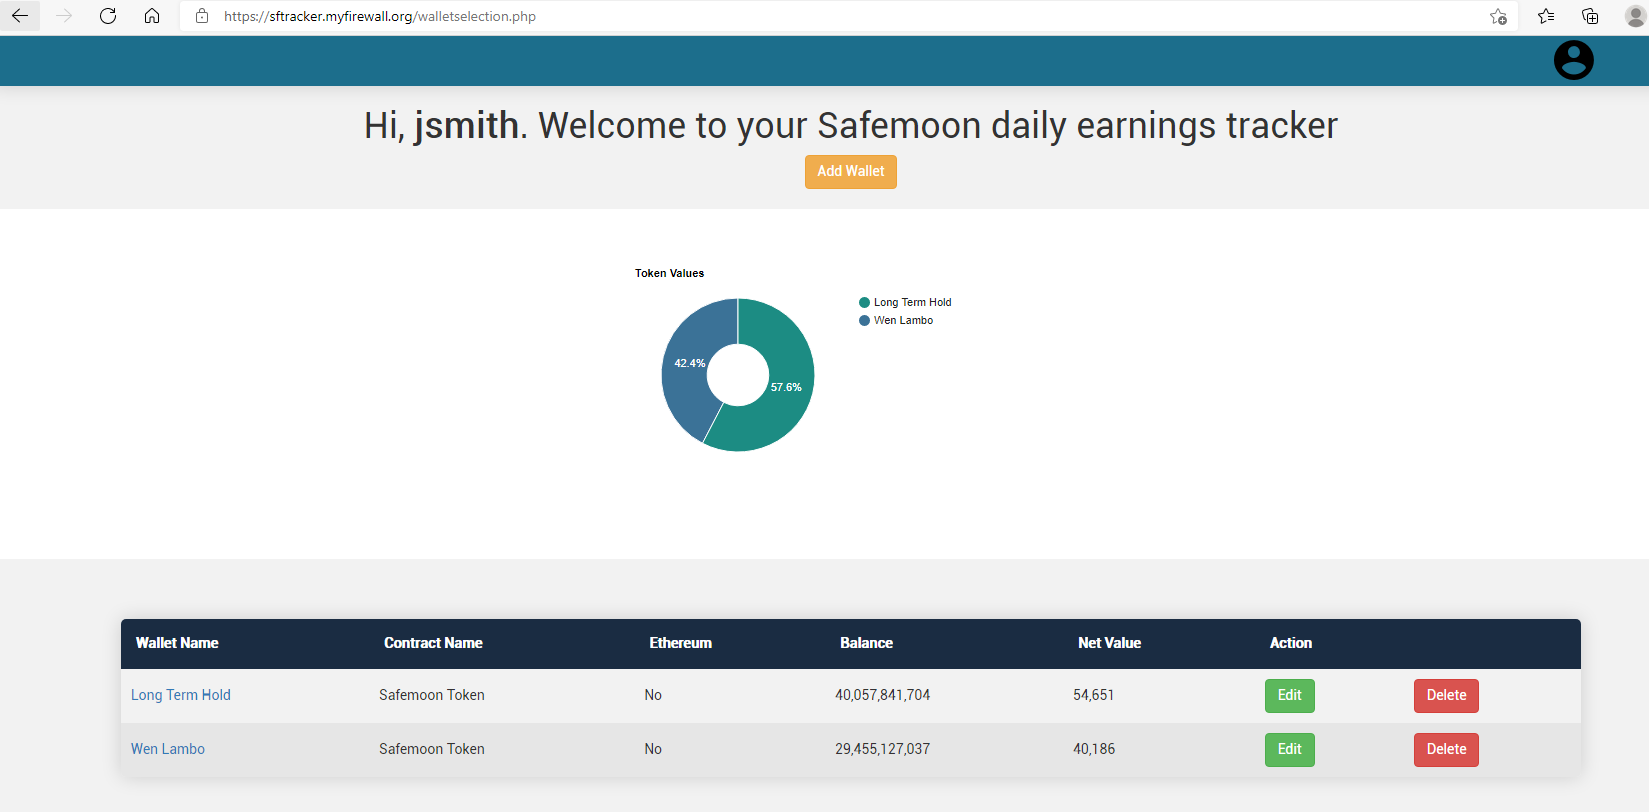 https://sftracker.myfirewall.org/walletselection.php
Hi, jsmith. Welcome to your Safemoon daily earnings tracker
Add Wallet
Token Values
Long Term Hold
Wen Lambo
42.4%
57.6%
Wallet Name Contract Name Ethereum Balance Net Value Action
Long Term Hold Safemoon Token No 40,057,841,704 54,651 Edit Delete
Wen Lambo Safemoon Token No 29,455,127,037 40,186 Edit Delete